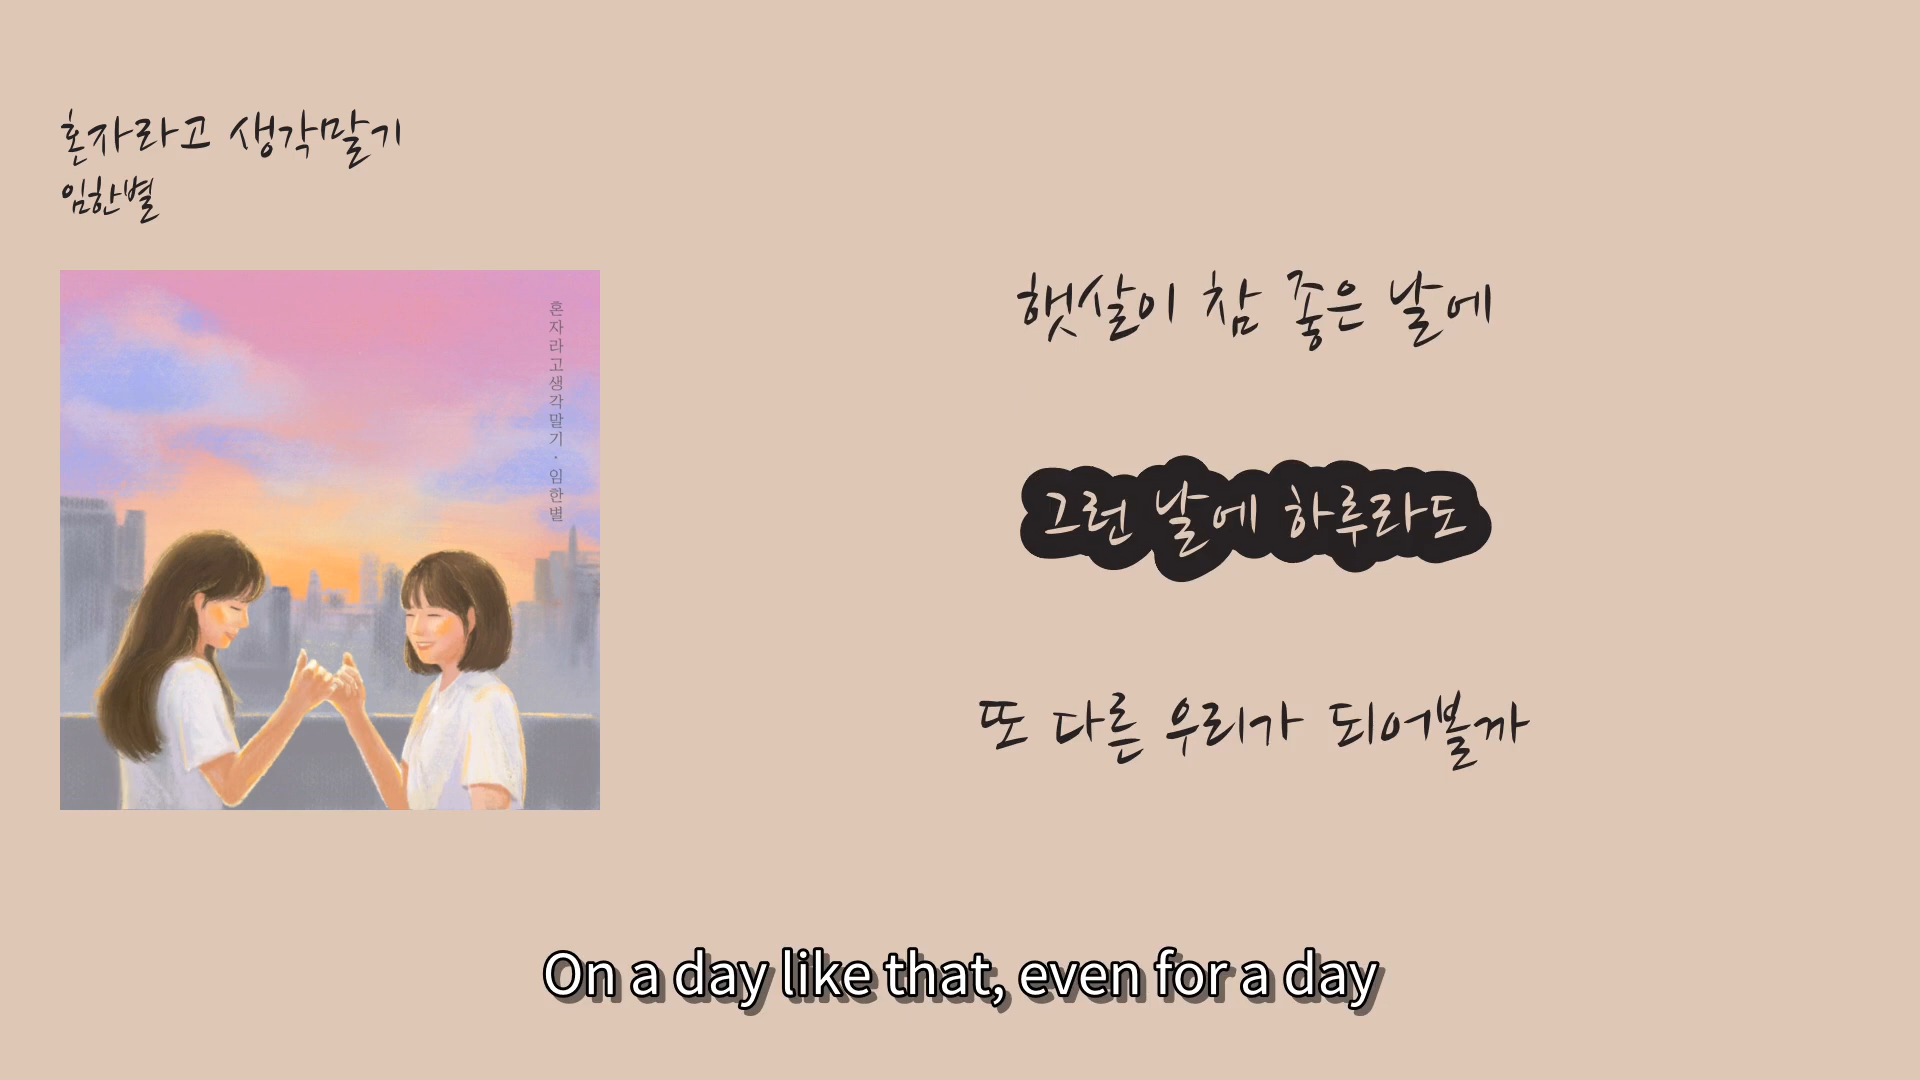 혼자라고 생각말기
임한별
혼자라고생각말기 · 임한별
햇살이 참 좋은 날에
그런 날에 하루라도
또 다른 우리가 되어볼까
On a day like that, even for a day